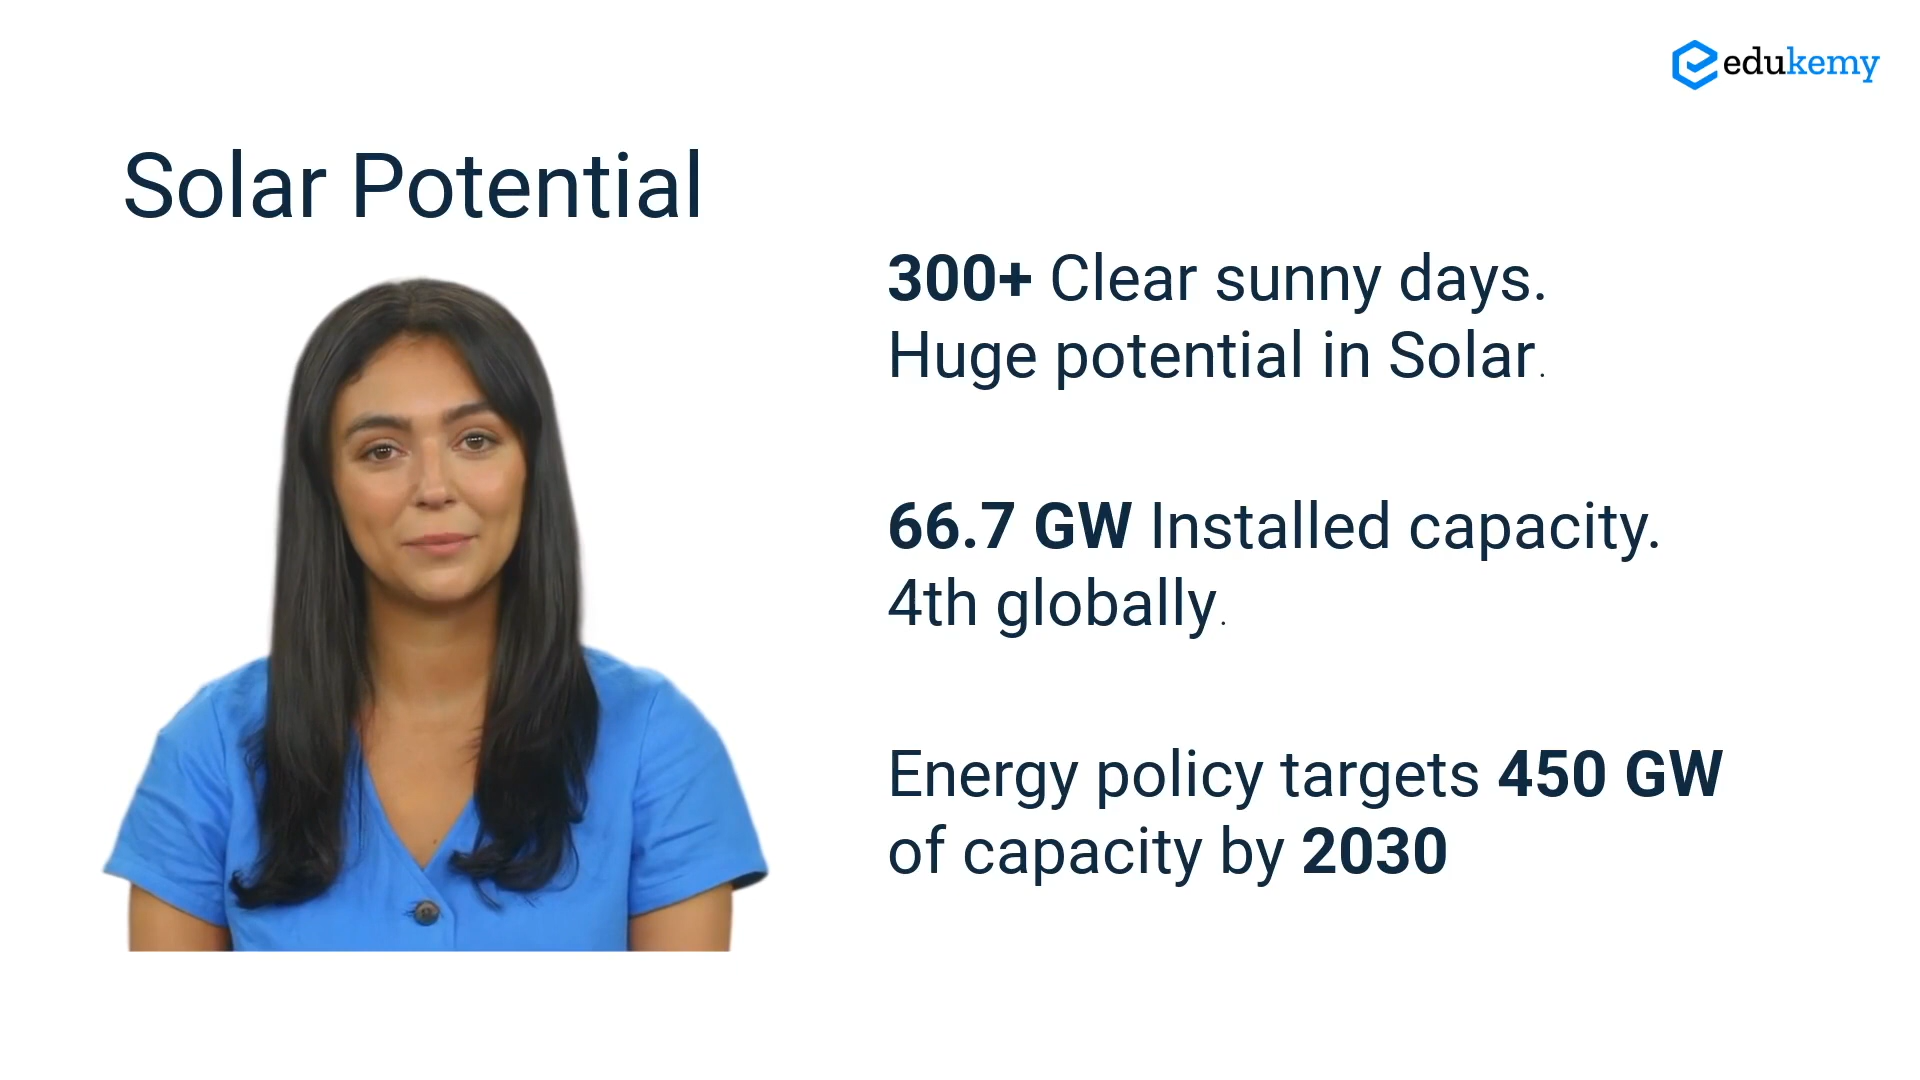 edukemy
Solar Potential
300+ Clear sunny days.
Huge potential in Solar.
66.7 GW Installed capacity.
4th globally.
Energy policy targets 450 GW
of capacity by 2030